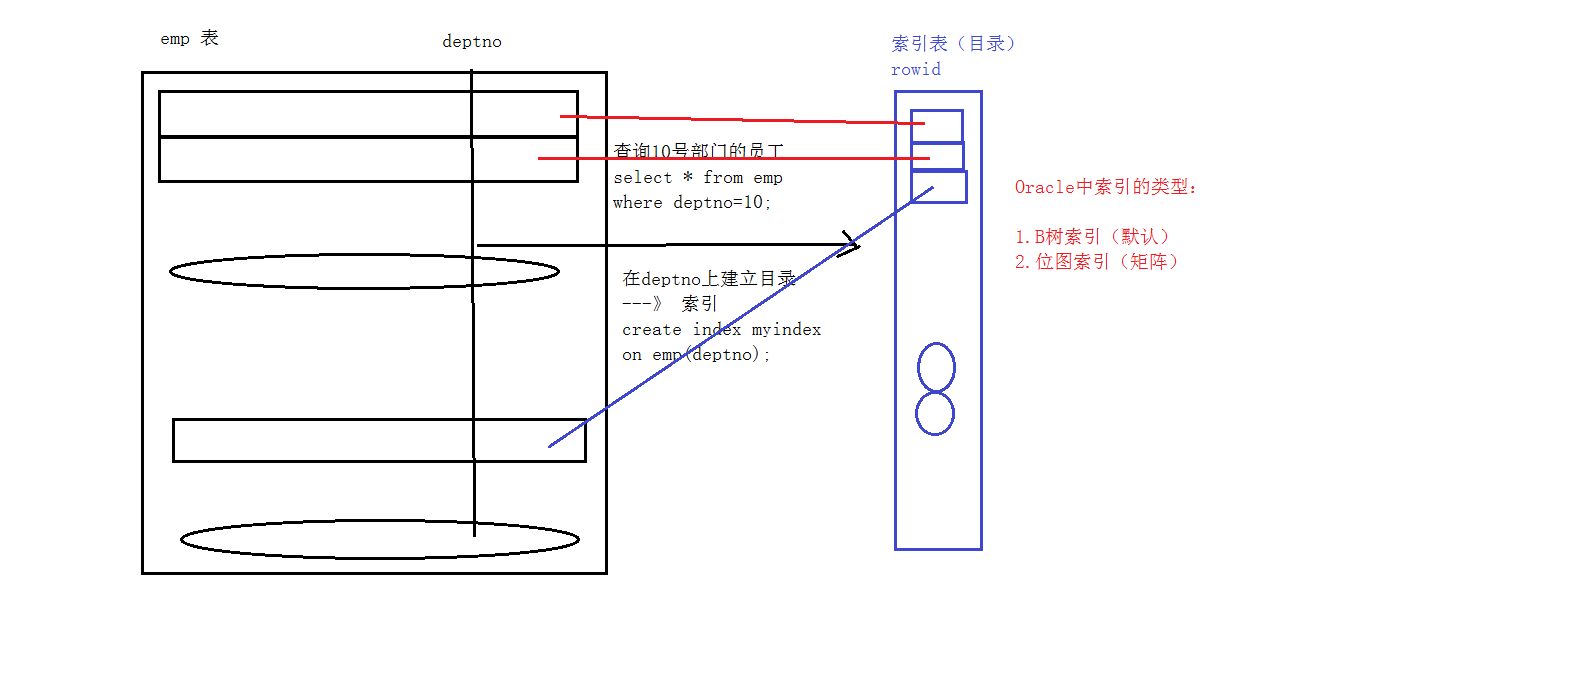 emp 表
deptno
查询10号部门的员工
select * from emp
where deptno=10;
在deptno上建立目录
---》 索引
create index myindex
on emp(deptno);
索引表（目录）
rowid
Oracle中索引的类型：
1.B树索引（默认）
2.位图索引（矩阵）